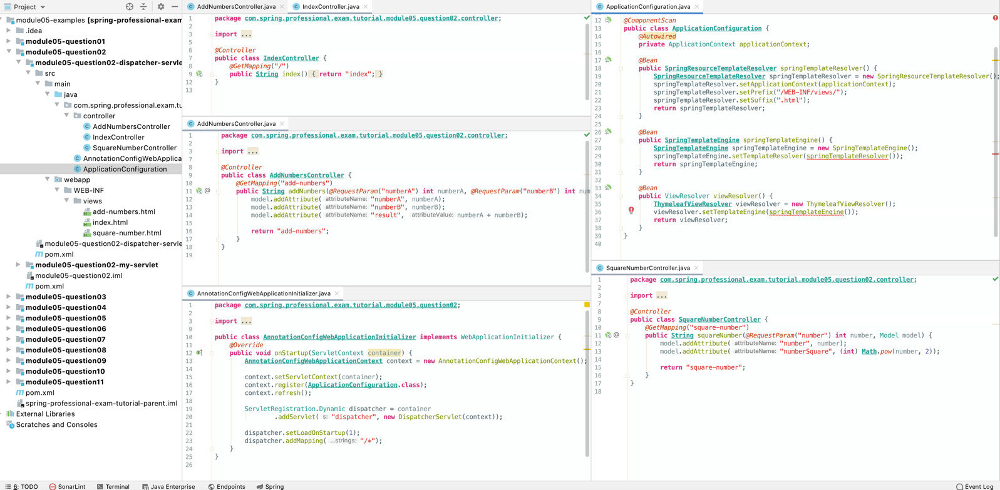 Project
module05-examples [spring-professional-exam
.idea
module05-question01
module05-question02
module05-question02-dispatcher-servle
src
main
java
com.spring.professional.exam.tu
controller
AddNumbersController
IndexController
SquareNumberController
AnnotationConfigWebApplica
ApplicationConfiguration
webapp
WEB-INF
views
add-numbers.html
index.html
square-number.html
module05-question02-dispatcher-servle
pom.xml
module05-question02-my-servlet
module05-question02.iml
pom.xml
module05-question03
module05-question04
module05-question05
module05-question06
module05-question07
module05-question08
module05-question09
module05-question10
module05-question11
pom.xml
spring-professional-exam-tutorial-parent.iml
External Libraries
Scratches and Consoles
AddNumbersController.java IndexController.java
1 package com.spring.professional.exam.tutorial.module05.question02.controller;
2
3 import ...
5
6 @Controller
7 public class IndexController {
8 @GetMapping("/")
9 public String index() { return "index"; }
12 }
13
AddNumbersController.java
1 package com.spring.professional.exam.tutorial.module05.question02.controller;
2
3 import ...
7
8 @Controller
9 public class AddNumbersController {
10 @GetMapping("add-numbers")
11 @ public String addNumbers(@RequestParam("numberA") int numberA, @RequestParam("numberB") int num
12 model.addAttribute( attributeName: "numberA", numberA);
13 model.addAttribute( attributeName: "numberB", numberB);
14 model.addAttribute( attributeName: "result", attributeValue: numberA + numberB);
15
16 return "add-numbers";
17 }
18 }
19
AnnotationConfigWebApplicationInitializer.java
1 package com.spring.professional.exam.tutorial.module05.question02;
2
3 import ...
9
10 public class AnnotationConfigWebApplicationInitializer implements WebApplicationInitializer {
11 @Override
12 public void onStartup(ServletContext container) {
13 AnnotationConfigWebApplicationContext context = new AnnotationConfigWebApplicationContext();
14
15 context.setServletContext(container);
16 context.register(ApplicationConfiguration.class);
17 context.refresh();
18
19 ServletRegistration.Dynamic dispatcher = container
20 .addServlet( s: "dispatcher", new DispatcherServlet(context));
21
22 dispatcher.setLoadOnStartup(1);
23 dispatcher.addMapping( ...strings: "/*");
24 }
25 }
26
ApplicationConfiguration.java
12 @ComponentScan
13 public class ApplicationConfiguration {
14 @Autowired
15 private ApplicationContext applicationContext;
16
17 @Bean
18 public SpringResourceTemplateResolver springTemplateResolver() {
19 SpringResourceTemplateResolver springTemplateResolver = new SpringResourceTemplateResolver();
20 springTemplateResolver.setApplicationContext(applicationContext);
21 springTemplateResolver.setPrefix("/WEB-INF/views/");
22 springTemplateResolver.setSuffix(".html");
23 return springTemplateResolver;
24 }
25
26 @Bean
27 public SpringTemplateEngine springTemplateEngine() {
28 SpringTemplateEngine springTemplateEngine = new SpringTemplateEngine();
29 springTemplateEngine.setTemplateResolver(springTemplateResolver());
30 return springTemplateEngine;
31 }
32
33 @Bean
34 public ViewResolver viewResolver() {
35 ThymeleafViewResolver viewResolver = new ThymeleafViewResolver();
36 viewResolver.setTemplateEngine(springTemplateEngine());
37 return viewResolver;
38 }
39 }
40
SquareNumberController.java
1 package com.spring.professional.exam.tutorial.module05.question02.controller;
2
3 import ...
7
8 @Controller
9 public class SquareNumberController {
10 @GetMapping("square-number")
11 @ public String squareNumber(@RequestParam("number") int number, Model model) {
12 model.addAttribute( attributeName: "number", number);
13 model.addAttribute( attributeName: "numberSquare", (int) Math.pow(number, 2));
14
15 return "square-number";
16 }
17 }
18
6: TODO SonarLint Terminal Java Enterprise Endpoints Spring Event Log